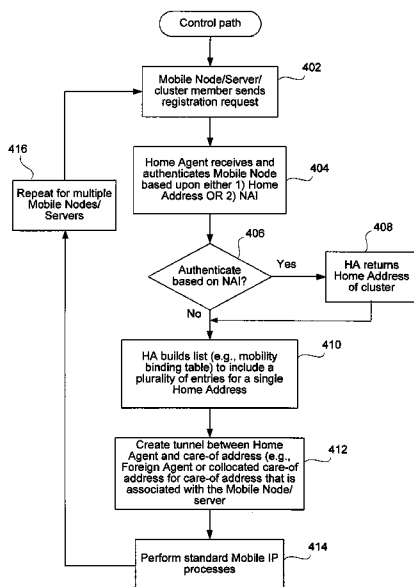 Control path
402
Mobile Node/Server/
cluster member sends
registration request
416
Repeat for multiple
Mobile Nodes/
Servers
404
Home Agent receives and
authenticates Mobile Node
based upon either 1) Home
Address OR 2) NAI
406
Authenticate
based on NAI?
Yes
408
HA returns
Home Address
of cluster
No
410
HA builds list (e.g., mobility
binding table) to include a
plurality of entries for a single
Home Address
412
Create tunnel between Home
Agent and care-of address (e.g.,
Foreign Agent or collocated care-of
address for care-of address that is
associated with the Mobile Node/
server)
414
Perform standard Mobile IP
processes